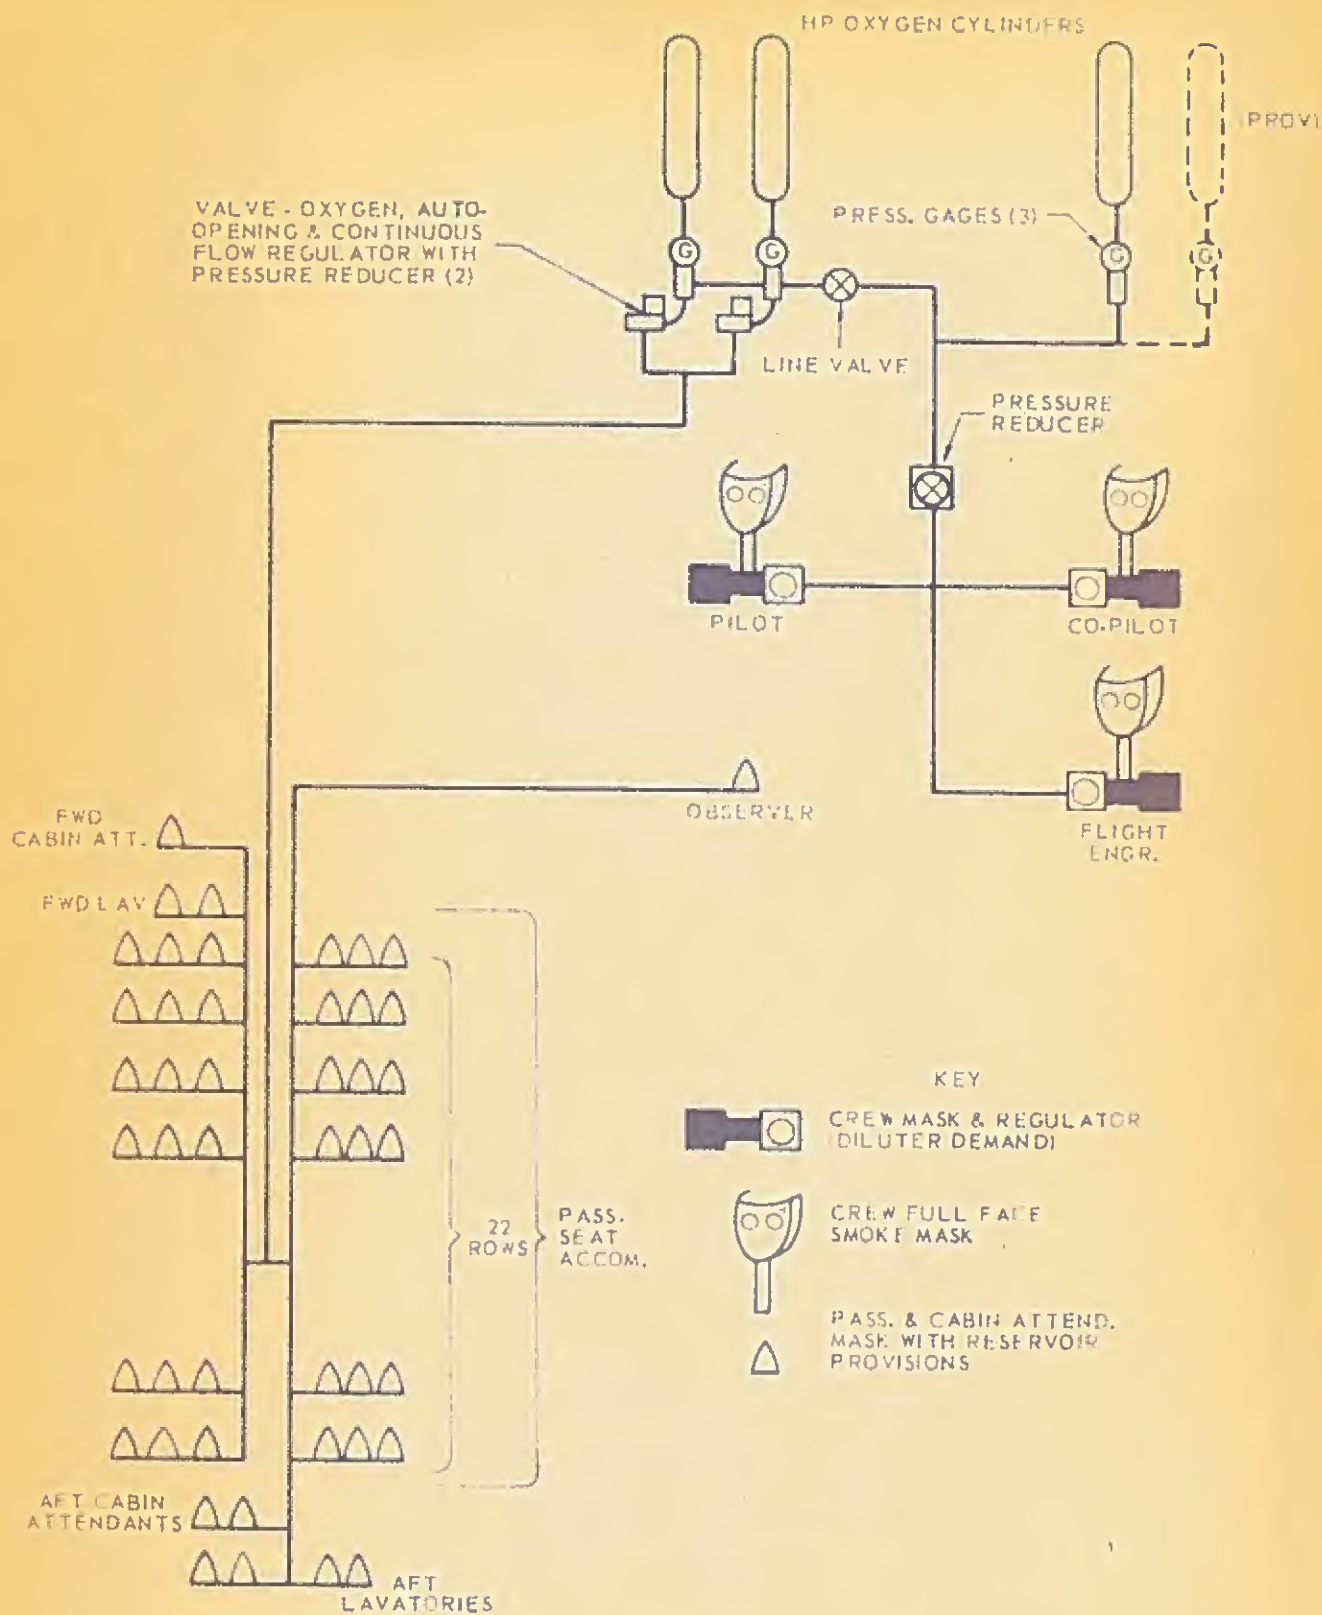 HP OXYGEN CYLINDERS
(PROVI
VALVE - OXYGEN, AUTO-
OPENING & CONTINUOUS
FLOW REGULATOR WITH
PRESSURE REDUCER (2)
PRESS. GAGES (3)
G
G
G
G
LINE VALVE
PRESSURE
REDUCER
PILOT
CO-PILOT
OBSERVER
FLIGHT
ENGR.
FWD
CABIN ATT.
FWD LAV
22
ROWS
PASS.
SEAT
ACCOM.
AFT CABIN
ATTENDANTS
AFT
LAVATORIES
KEY
CREW MASK & REGULATOR
(DILUTER DEMAND)
CREW FULL FACE
SMOKE MASK
PASS. & CABIN ATTEND.
MASK WITH RESERVOIR
PROVISIONS